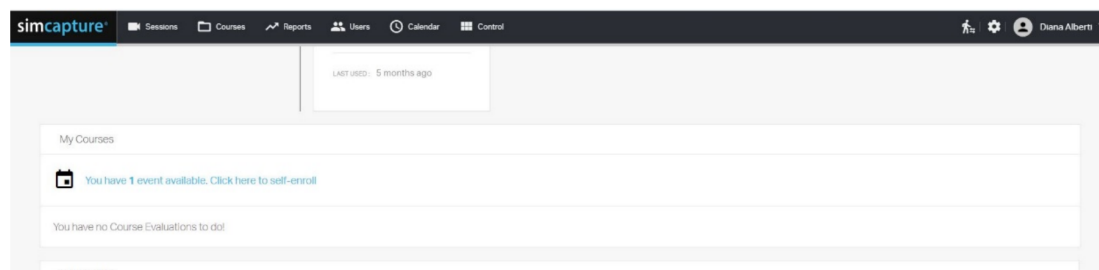 simcapture Sessions Courses Reports Users Calendar Control Diana Alberti
LAST USED: 5 months ago
My Courses
You have 1 event available. Click here to self-enroll
You have no Course Evaluations to do!